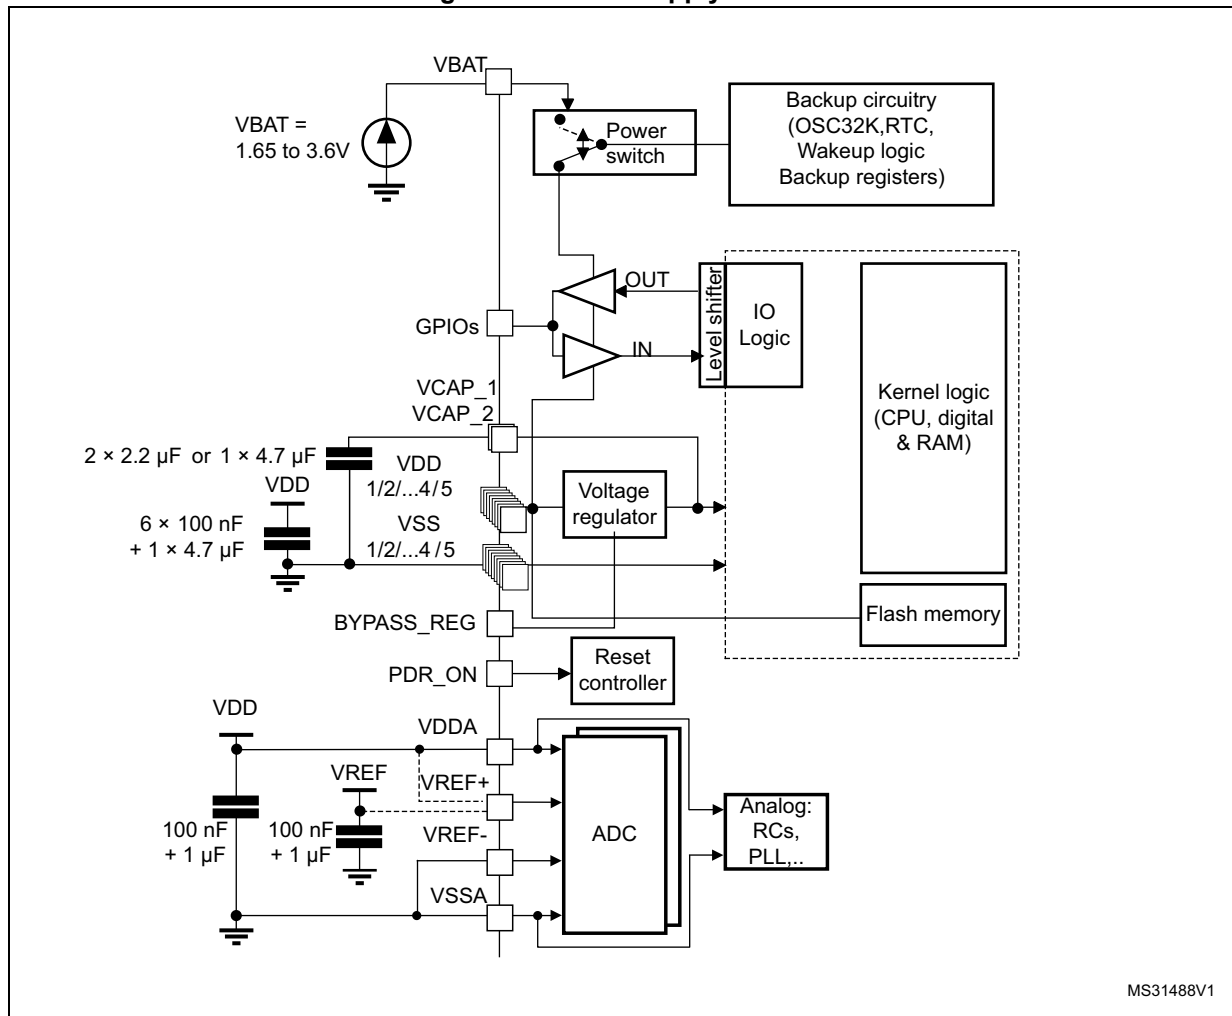 VBAT
VBAT =
1.65 to 3.6V
Power
switch
Backup circuitry
(OSC32K,RTC,
Wakeup logic
Backup registers)
OUT
GPIOs
IN
Level shifter
IO
Logic
Kernel logic
(CPU, digital
& RAM)
VCAP_1
VCAP_2
2 × 2.2 µF or 1 × 4.7 µF
VDD
1/2/...4/5
VDD
Voltage
regulator
6 × 100 nF
+ 1 × 4.7 µF
VSS
1/2/...4/5
Flash memory
BYPASS_REG
PDR_ON
Reset
controller
VDD
VDDA
VREF
VREF+
100 nF
+ 1 µF
100 nF
+ 1 µF
VREF-
ADC
Analog:
RCs,
PLL,..
VSSA
MS31488V1